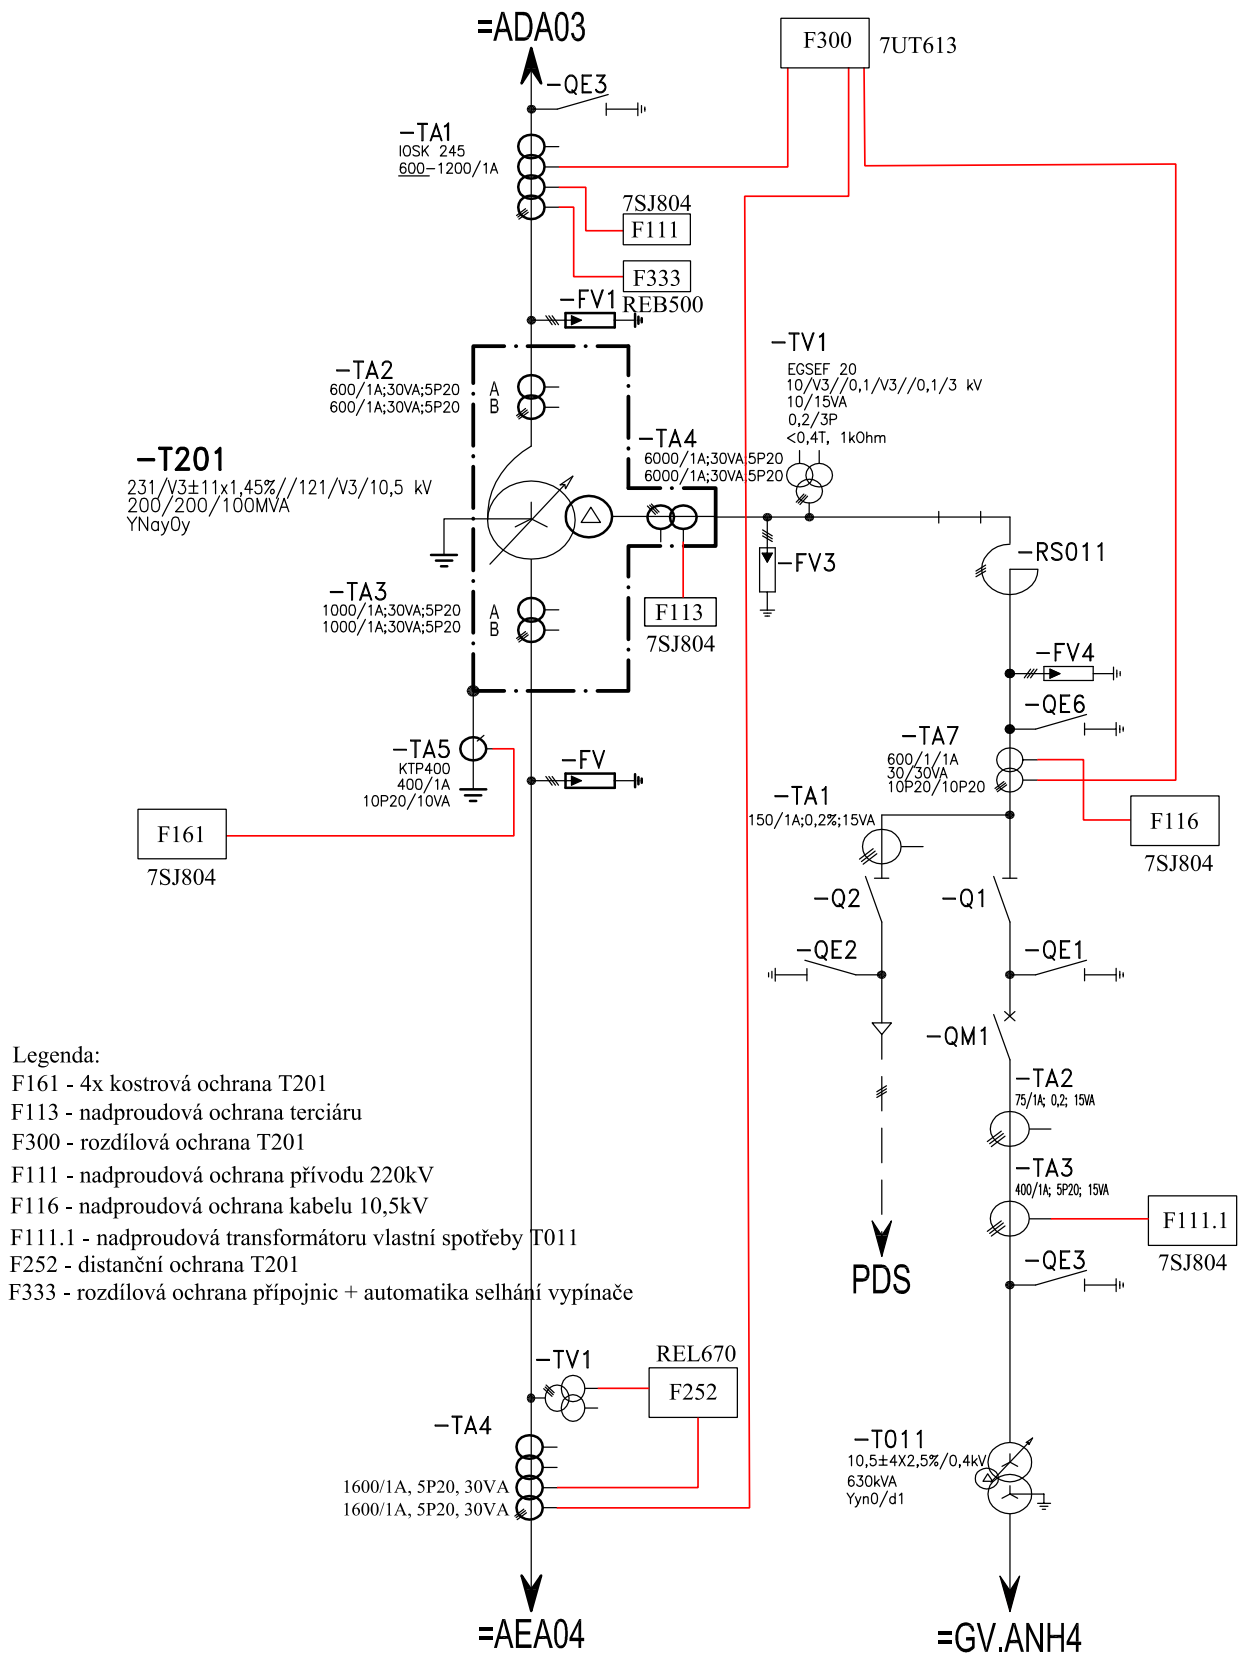 =ADA03
F300
7UT613
-QE3
-TA1
IOSK 245
600-1200/1A
7SJ804
F111
F333
REB500
-FV1
-TV1
EGSEF 20
10/V3//0,1/V3//0,1/3 kV
10/15VA
0,2/3P
<0,4T, 1kOhm
-TA2
600/1A;30VA;5P20
600/1A;30VA;5P20
A
B
-TA4
6000/1A;30VA;5P20
6000/1A;30VA;5P20
-T201
231/V3±11x1,45%//121/V3/10,5 kV
200/200/100MVA
YNay0y
-FV3
-RS011
-TA3
1000/1A;30VA;5P20
1000/1A;30VA;5P20
A
B
F113
7SJ804
-FV4
-QE6
-TA5
KTP400
400/1A
10P20/10VA
-FV
-TA7
600/1/1A
30/30VA
10P20/10P20
-TA1
150/1A;0,2%;15VA
F161
7SJ804
F116
7SJ804
-Q2
-Q1
-QE2
-QE1
-QM1
-TA2
75/1A; 0,2; 15VA
-TA3
400/1A; 5P20; 15VA
F111.1
7SJ804
-QE3
PDS
Legenda:
F161 - 4x kostrová ochrana T201
F113 - nadproudová ochrana terciáru
F300 - rozdílová ochrana T201
F111 - nadproudová ochrana přívodu 220kV
F116 - nadproudová ochrana kabelu 10,5kV
F111.1 - nadproudová transformátoru vlastní spotřeby T011
F252 - distanční ochrana T201
F333 - rozdílová ochrana přípojnic + automatika selhání vypínače
-TV1
REL670
F252
-TA4
1600/1A, 5P20, 30VA
1600/1A, 5P20, 30VA
-T011
10,5±4X2,5%/0,4kV
630kVA
Yyn0/d1
=AEA04
=GV.ANH4